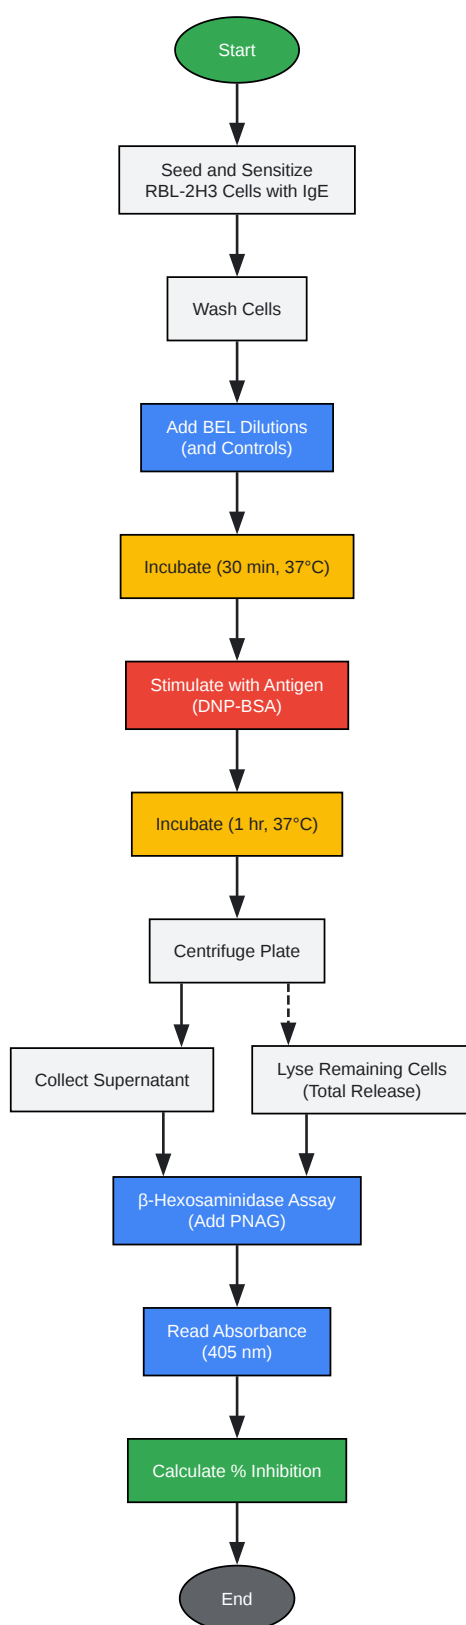 Start
Seed and Sensitize
RBL-2H3 Cells with IgE
Wash Cells
Add BEL Dilutions
(and Controls)
Incubate (30 min, 37°C)
Stimulate with Antigen
(DNP-BSA)
Incubate (1 hr, 37°C)
Centrifuge Plate
Collect Supernatant
Lyse Remaining Cells
(Total Release)
β-Hexosaminidase Assay
(Add PNAG)
Read Absorbance
(405 nm)
Calculate % Inhibition
End